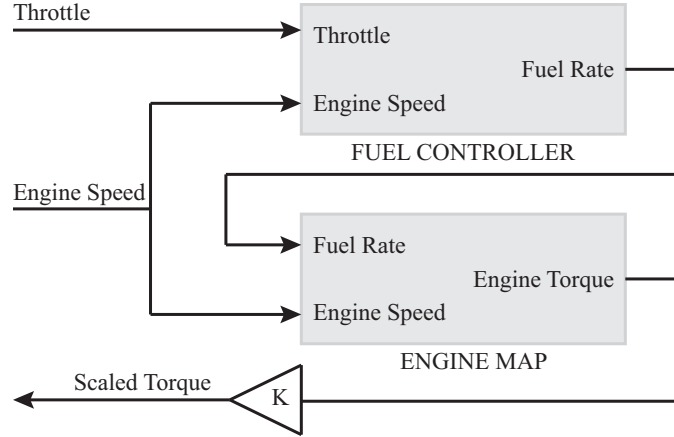 Throttle
Throttle
Fuel Rate
Engine Speed
FUEL CONTROLLER
Engine Speed
Fuel Rate
Engine Torque
Engine Speed
ENGINE MAP
Scaled Torque
K